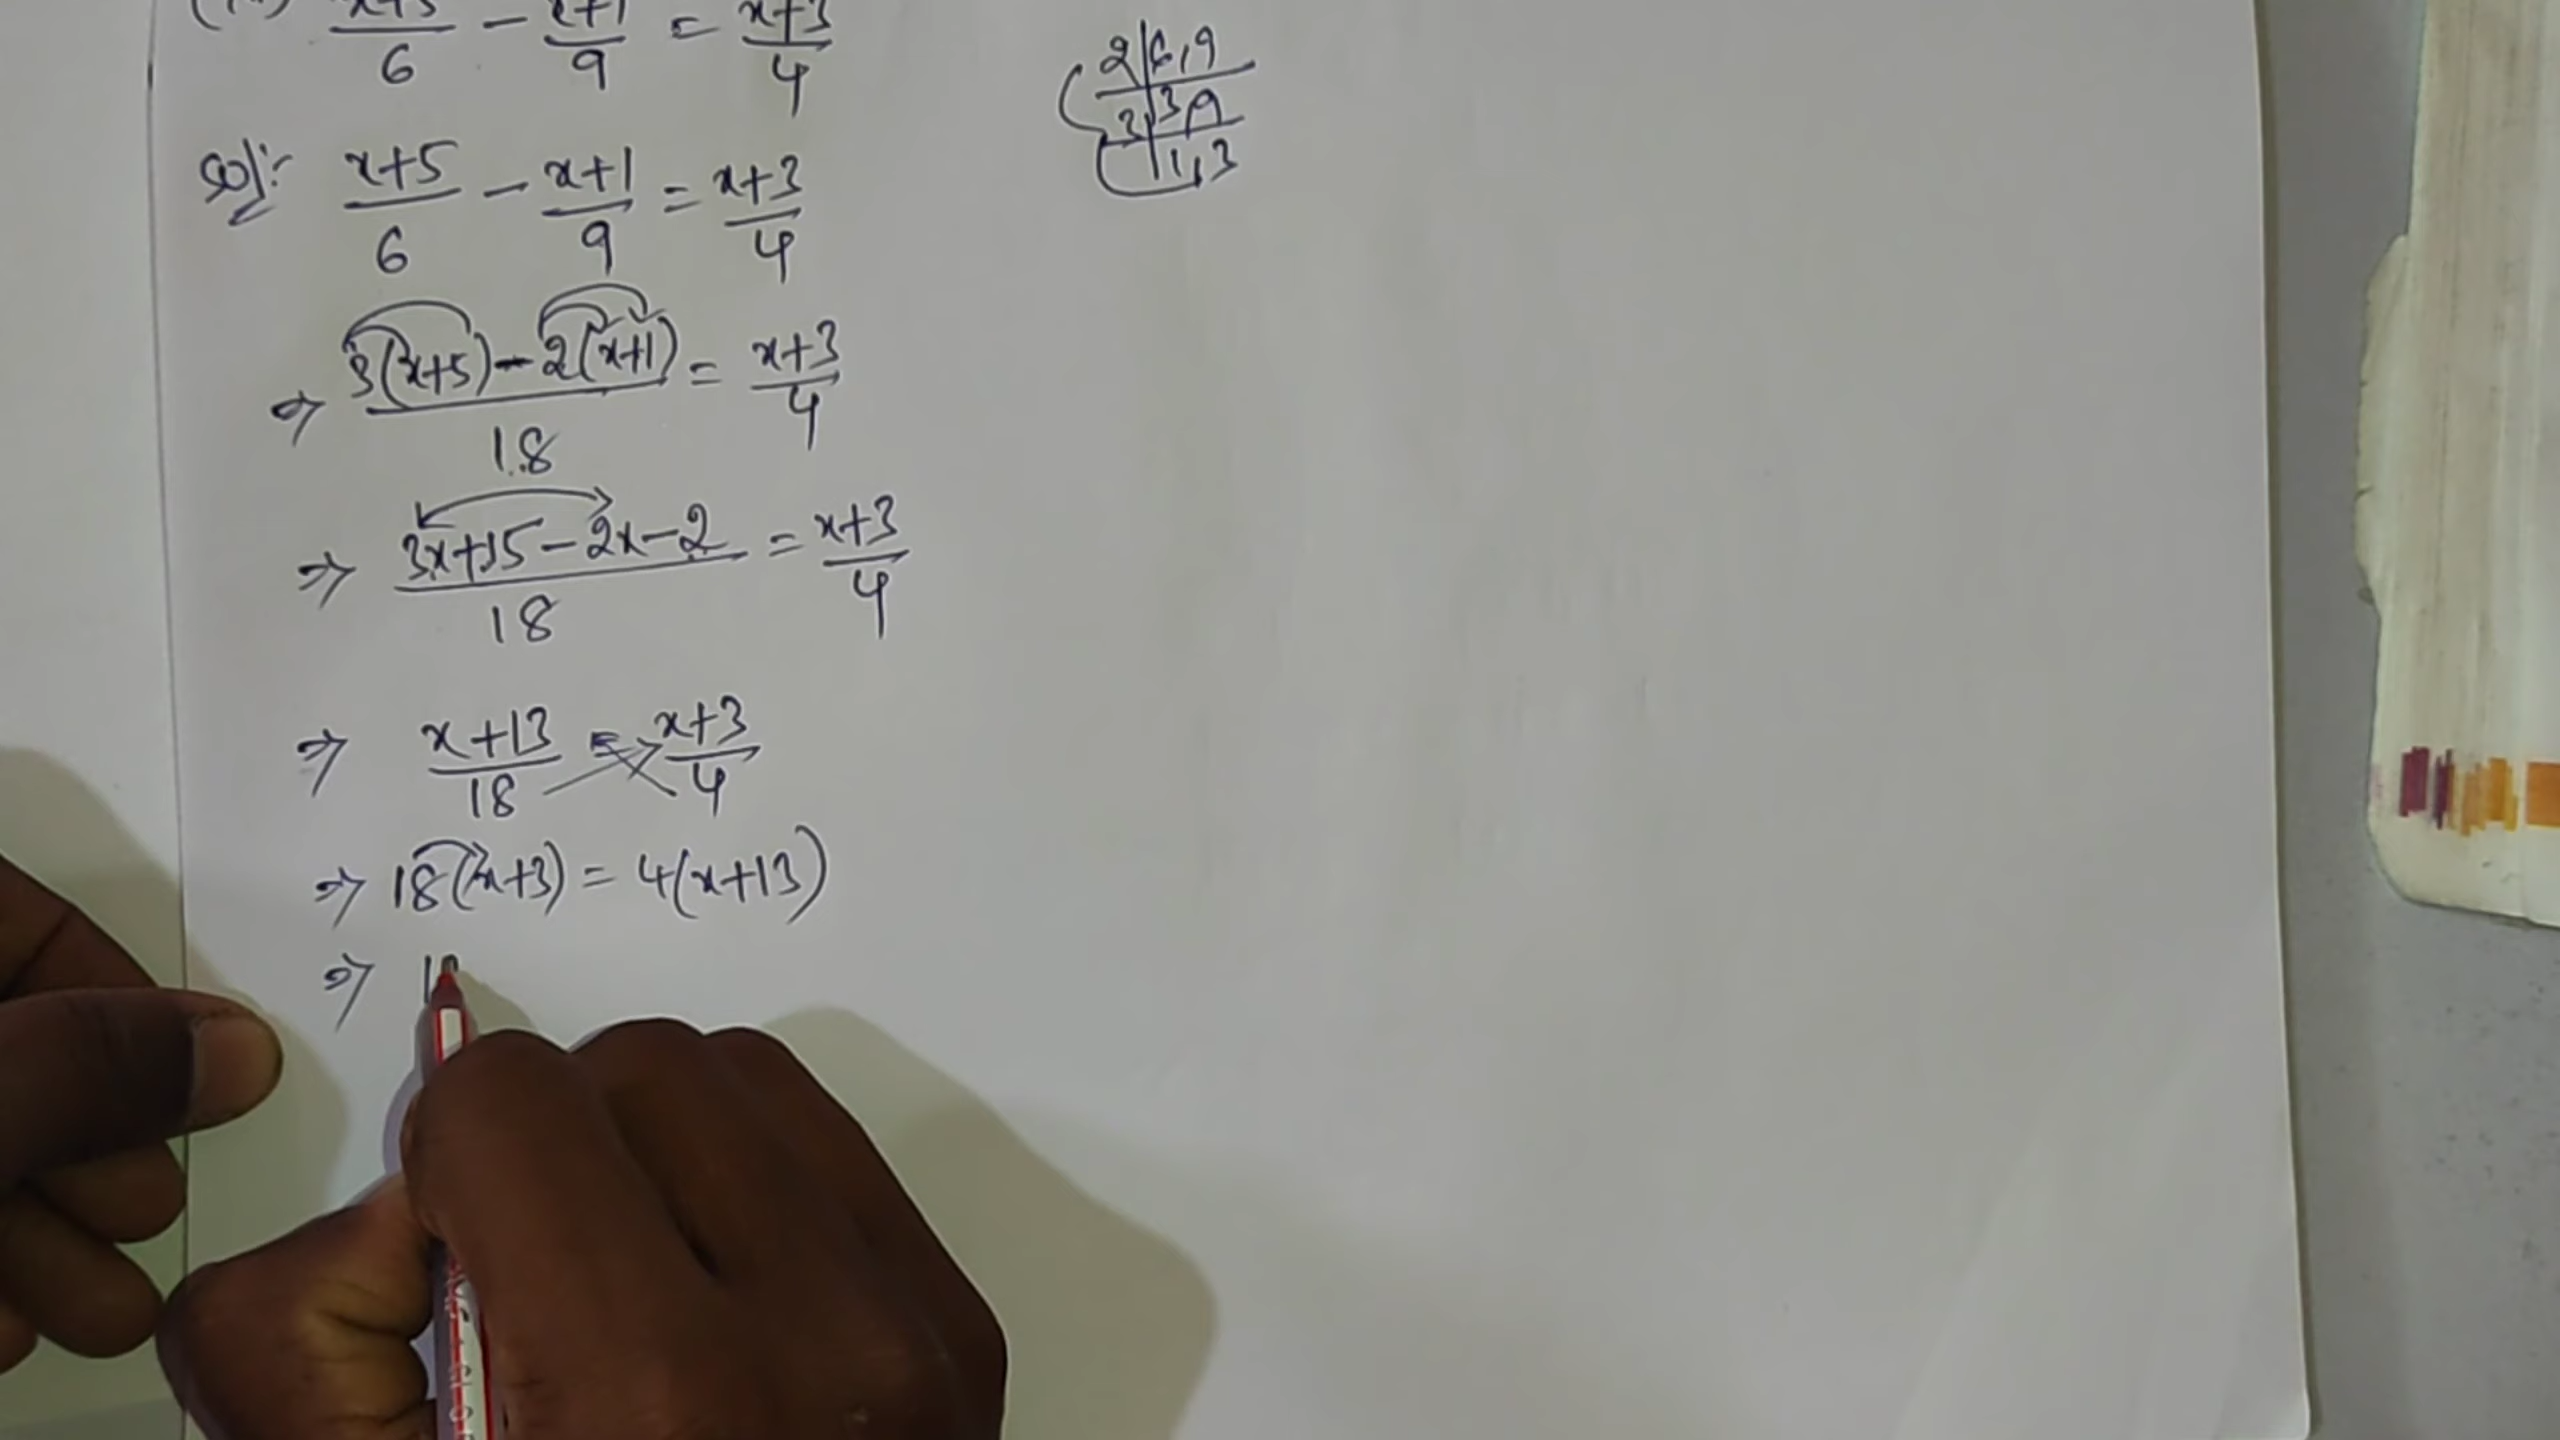 x+5/6 - x+1/9 = x+3/4
Sol:- x+5/6 - x+1/9 = x+3/4
⇒ 3(x+5)-2(x+1)/18 = x+3/4
⇒ 3x+15-2x-2/18 = x+3/4
⇒ x+13/18 = x+3/4
⇒ 18(x+3) = 4(x+13)
⇒ 18
2|6,9
3|3,9
1,3